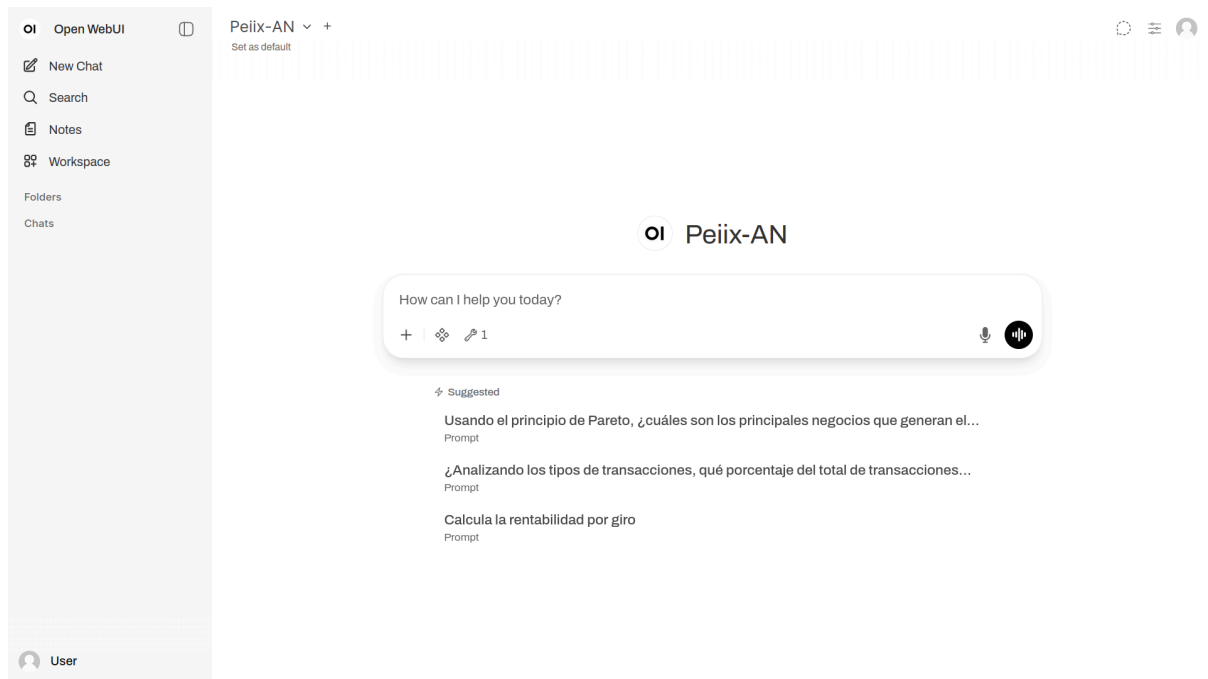 OI Open WebUI
New Chat
Search
Notes
Workspace
Folders
Chats
User
Peiix-AN
Set as default
OI Peiix-AN
How can I help you today?
1
Suggested
Usando el principio de Pareto, ¿cuáles son los principales negocios que generan el...
Prompt
¿Analizando los tipos de transacciones, qué porcentaje del total de transacciones...
Prompt
Calcula la rentabilidad por giro
Prompt